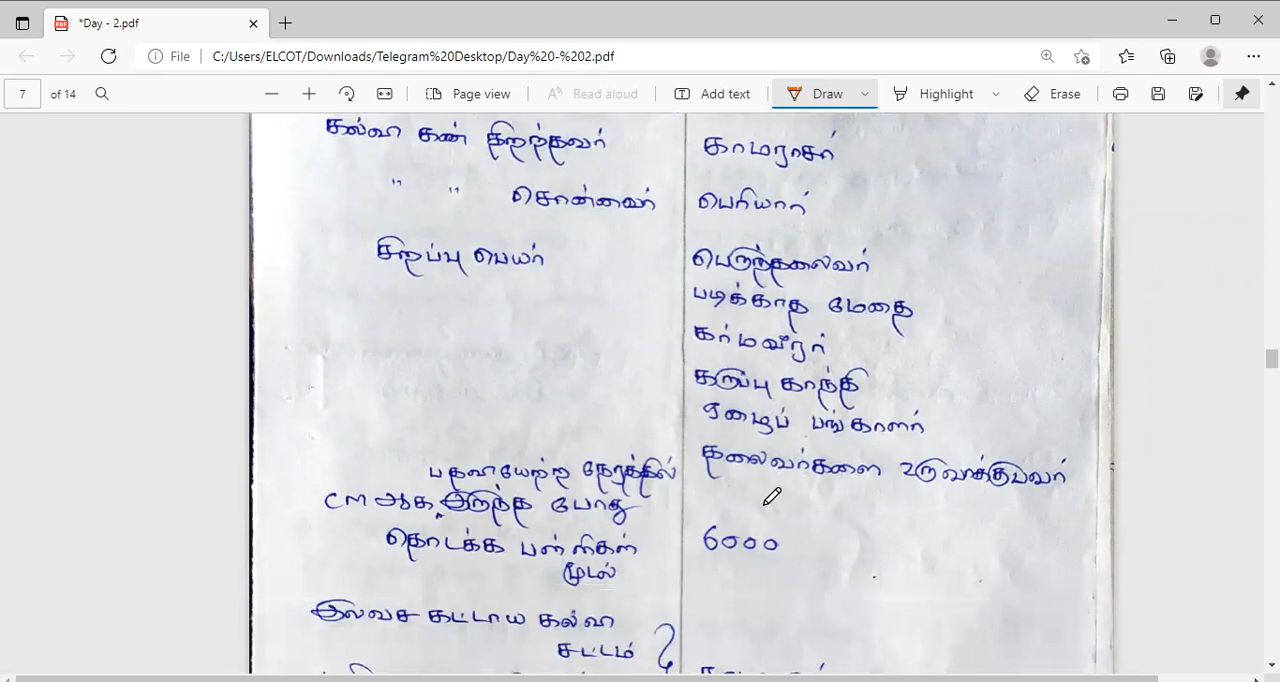 *Day - 2.pdf
File C:/Users/ELCOT/Downloads/Telegram%20Desktop/Day%20-%202.pdf
7 of 14 Page view Read aloud Add text Draw Highlight Erase
கல்வி கண் திறந்தவர் காமராசர்
" " சொன்னவர் பெரியார்
சிறப்பு பெயர் பெருந்தலைவர்
படிக்காத மேதை
கர்மவீரர்
கருப்பு காந்தி
ஏழைப் பங்காளர்
தலைவர்களை உருவாக்குபவர்
பதவியேற்ற நேரத்தில்
CM ஆக இருந்த போது
தொடக்க பள்ளிகள் 6000
மூடல்
இலவச கட்டாய கல்வி
சட்டம்